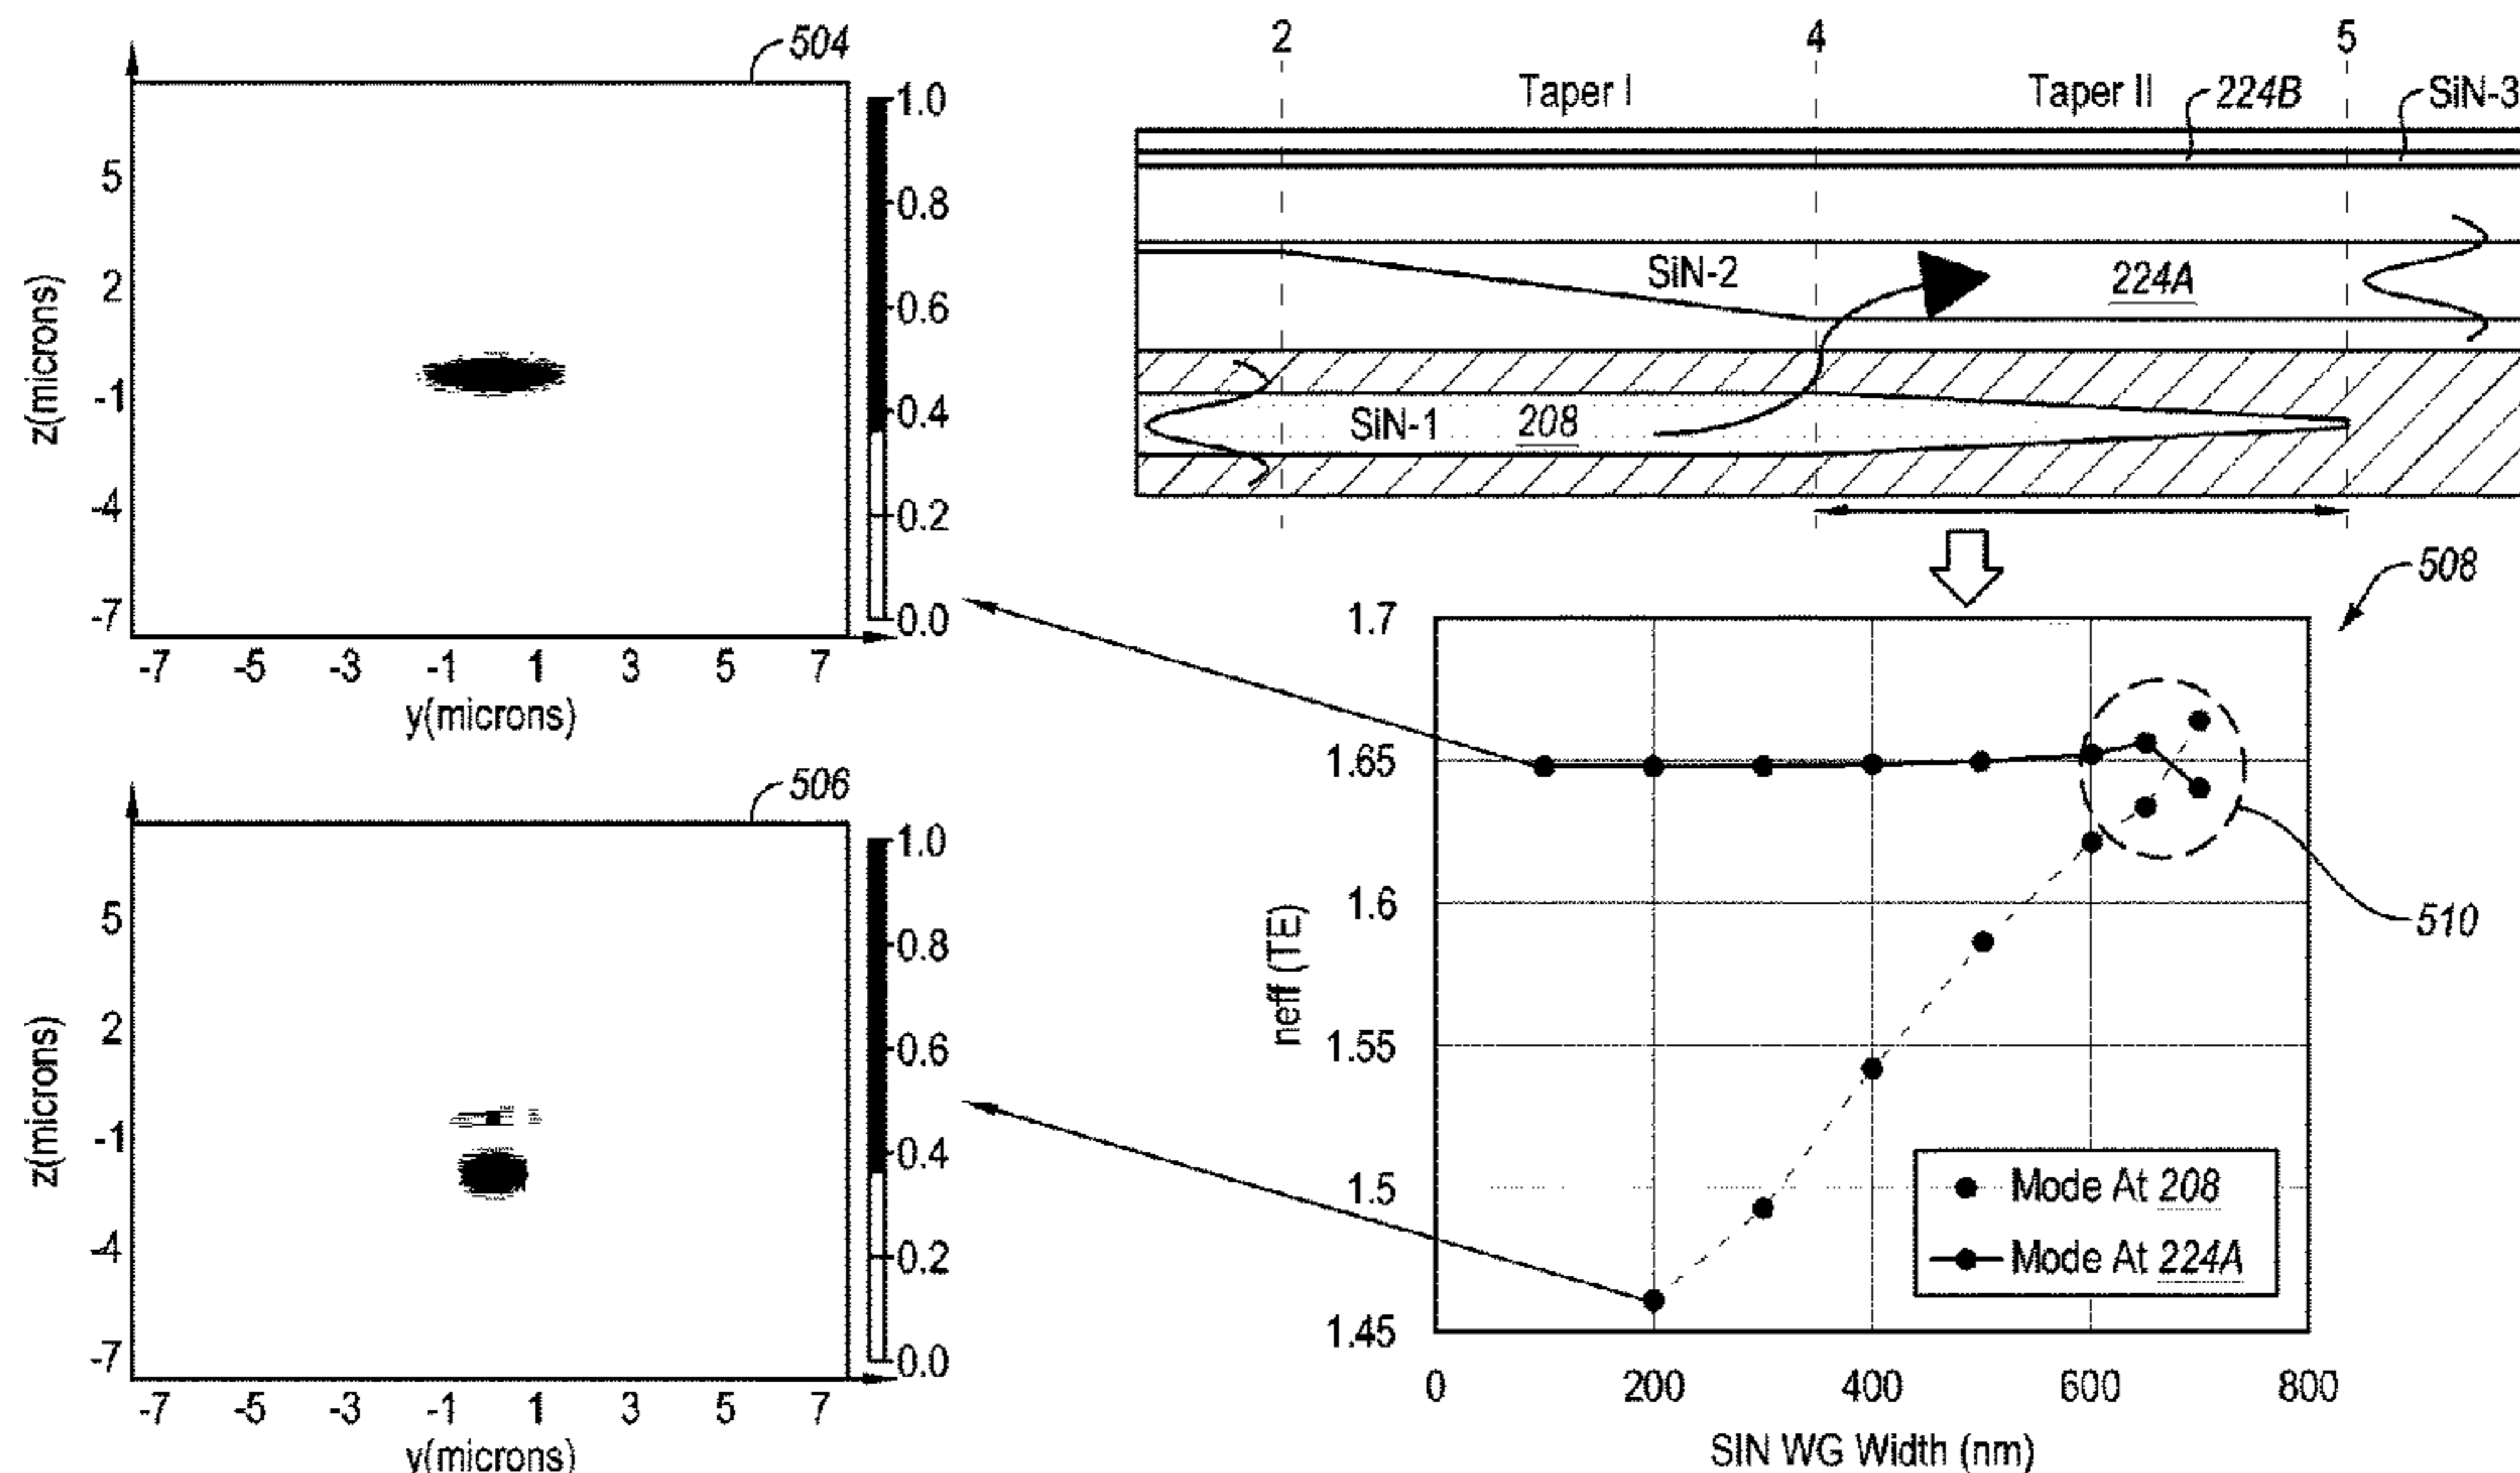 504
1.0
0.8
0.6
0.4
0.2
0.0
5
2
-1
-4
-7
z(microns)
-7 -5 -3 -1 1 3 5 7
y(microns)
2 4 5
Taper I Taper II 224B SiN-3
SiN-2 224A
SiN-1 208
506
1.0
0.8
0.6
0.4
0.2
0.0
5
2
-1
-4
-7
z(microns)
-7 -5 -3 -1 1 3 5 7
y(microns)
508
1.7
1.65
1.6
1.55
1.5
1.45
neff (TE)
510
Mode At 208
Mode At 224A
0 200 400 600 800
SIN WG Width (nm)